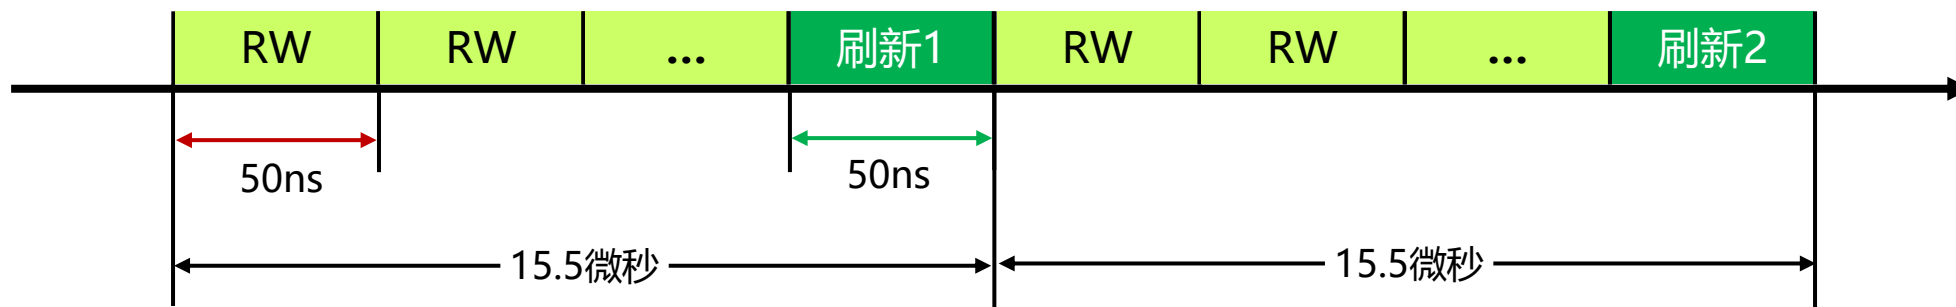 RW RW ... 刷新1 RW RW ... 刷新2
50ns 50ns
15.5微秒 15.5微秒